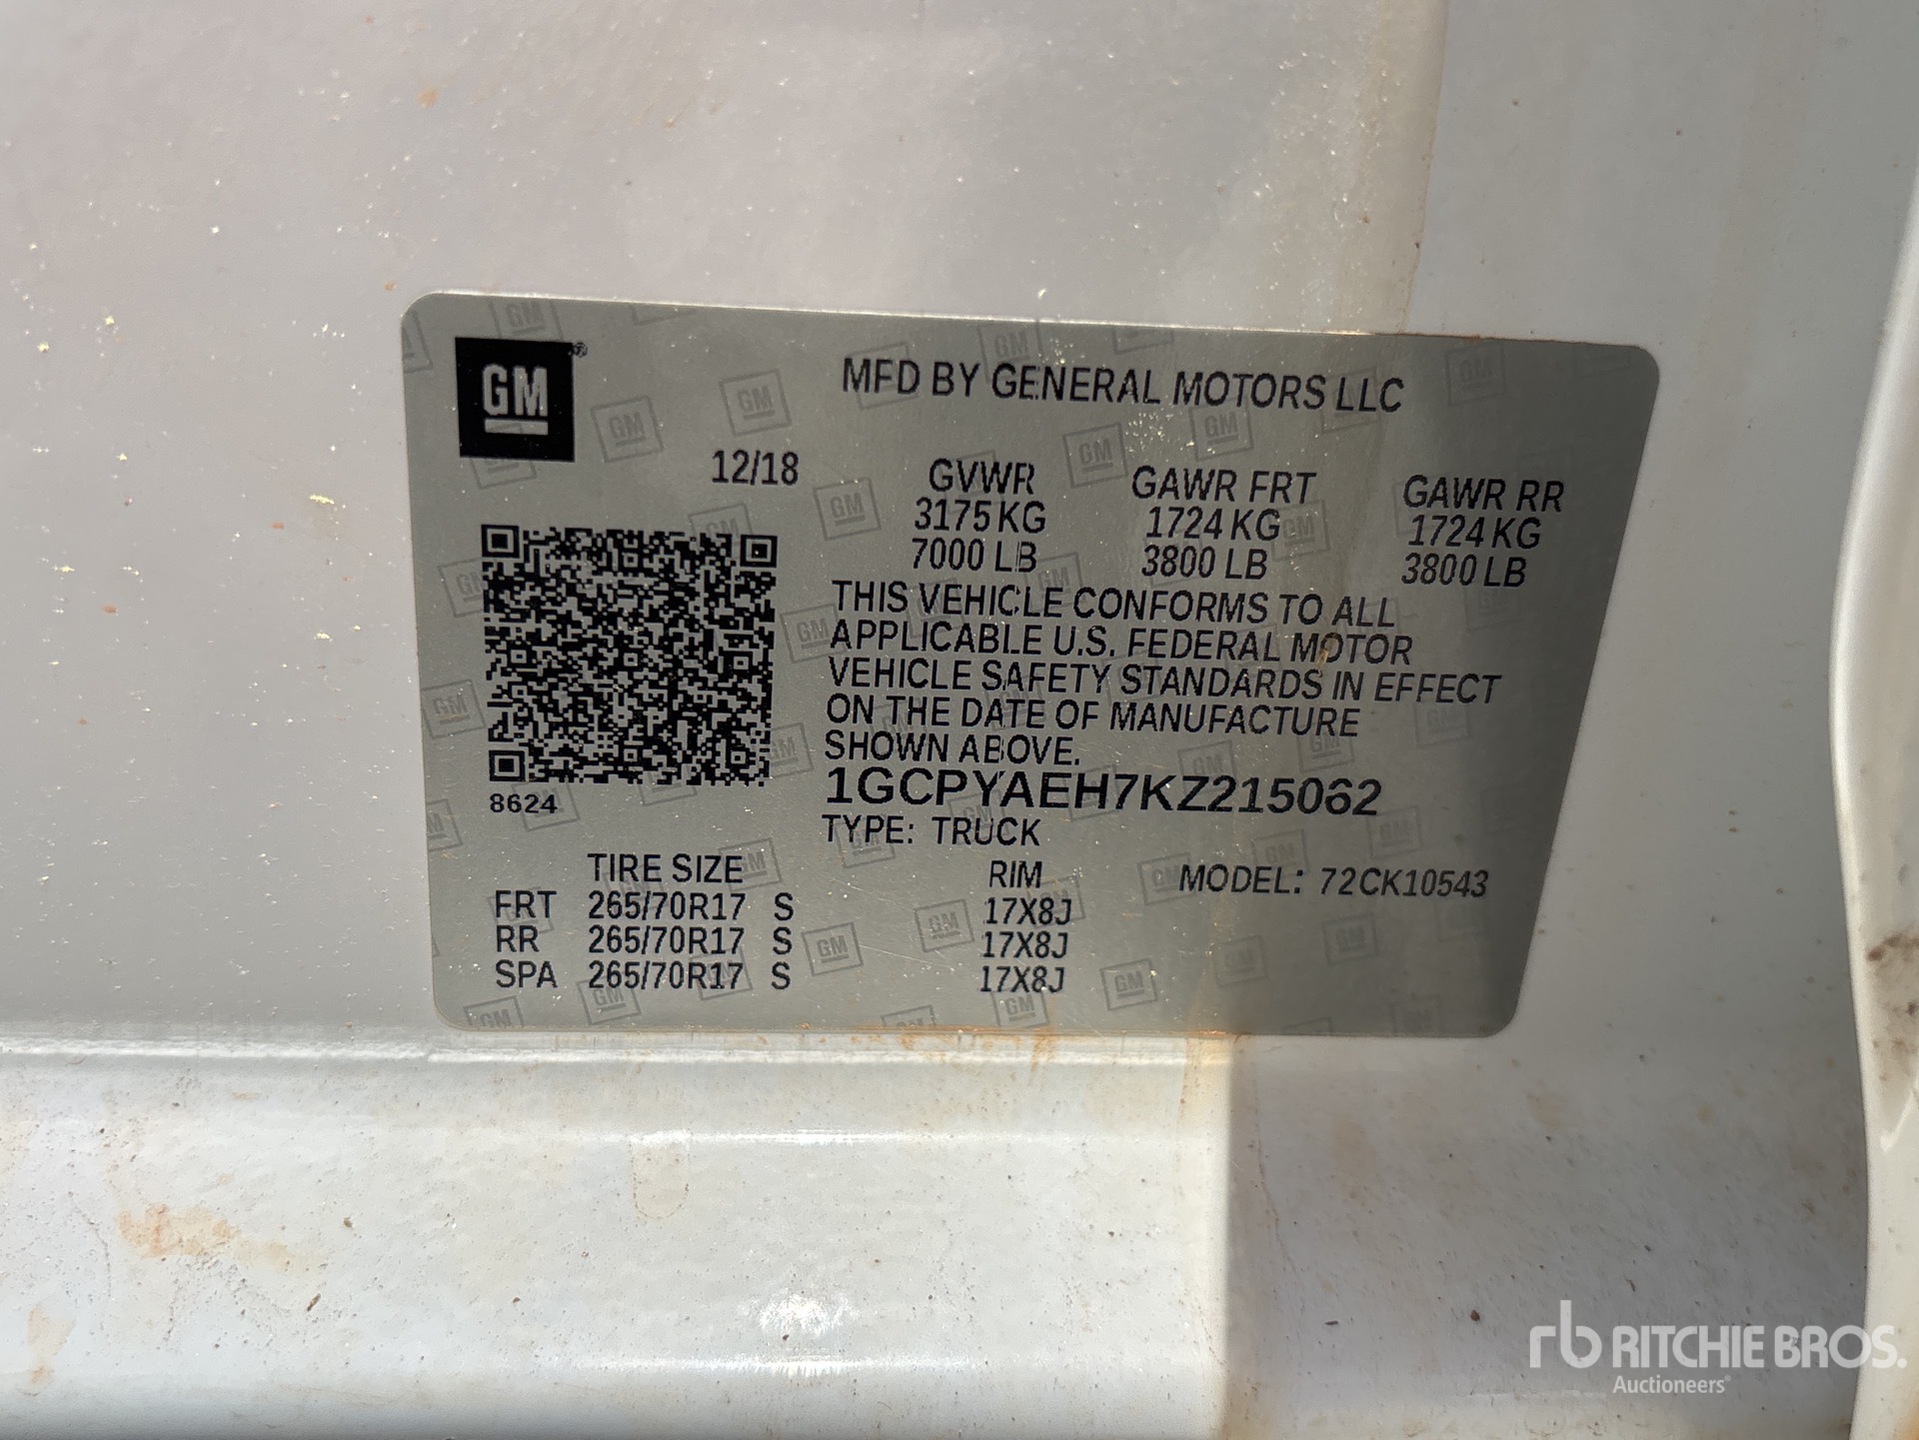 GM®
MFD BY GENERAL MOTORS LLC
12/18
GVWR GAWR FRT GAWR RR
3175 KG 1724 KG 1724 KG
7000 LB 3800 LB 3800 LB
THIS VEHICLE CONFORMS TO ALL
APPLICABLE U.S. FEDERAL MOTOR
VEHICLE SAFETY STANDARDS IN EFFECT
ON THE DATE OF MANUFACTURE
SHOWN ABOVE.
1GCPYAEH7KZ215062
8624
TYPE: TRUCK
TIRE SIZE RIM MODEL: 72CK10543
FRT 265/70R17 S 17X8J
RR 265/70R17 S 17X8J
SPA 265/70R17 S 17X8J
rb RITCHIE BROS.
Auctioneers®